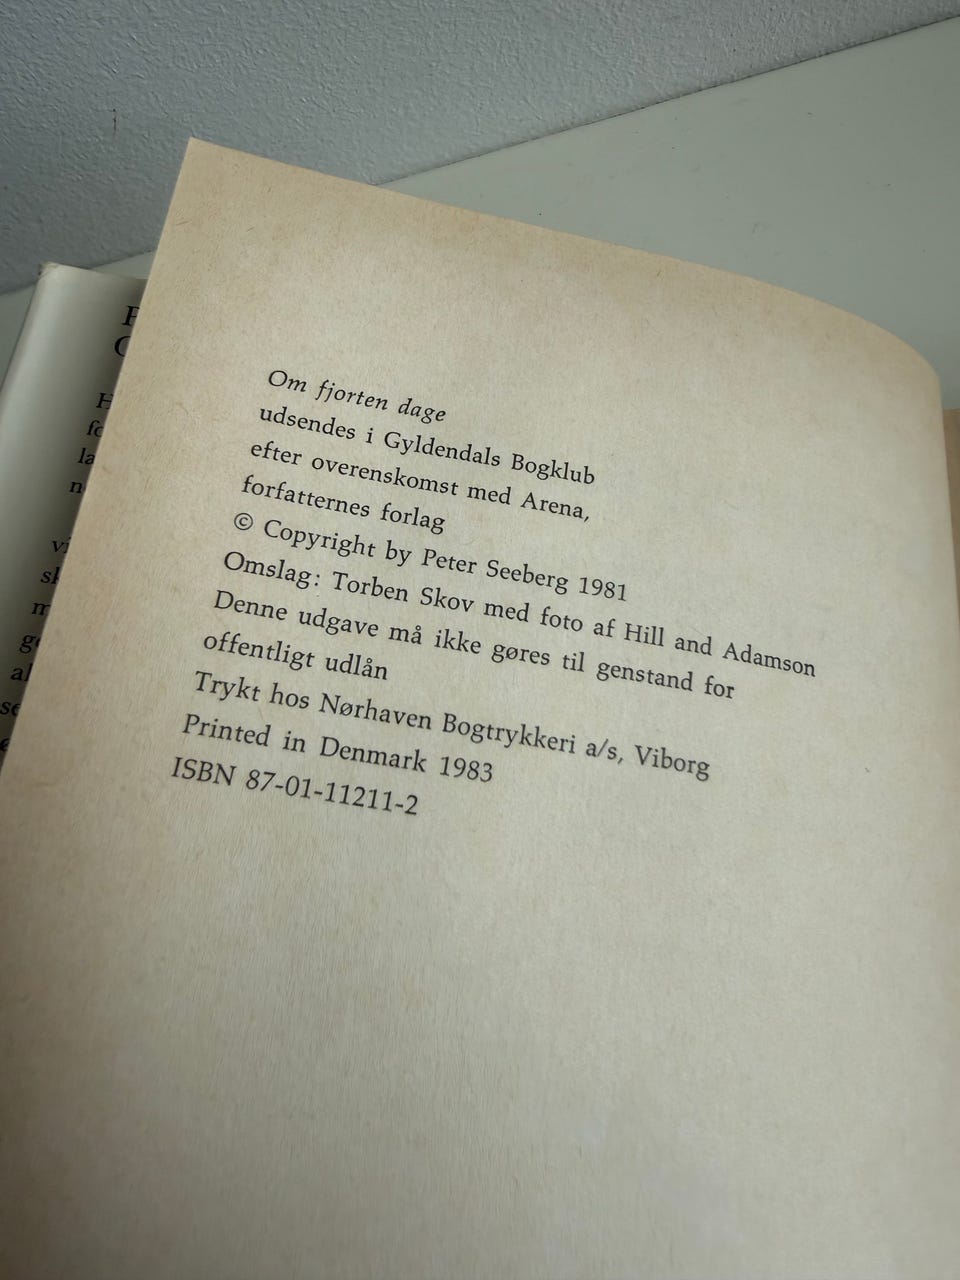 Om fjorten dage
udsendes i Gyldendals Bogklub
efter overenskomst med Arena,
forfatternes forlag
© Copyright by Peter Seeberg 1981
Omslag: Torben Skov med foto af Hill and Adamson
Denne udgave må ikke gøres til genstand for
offentligt udlån
Trykt hos Nørhaven Bogtrykkeri a/s, Viborg
Printed in Denmark 1983
ISBN 87-01-11211-2